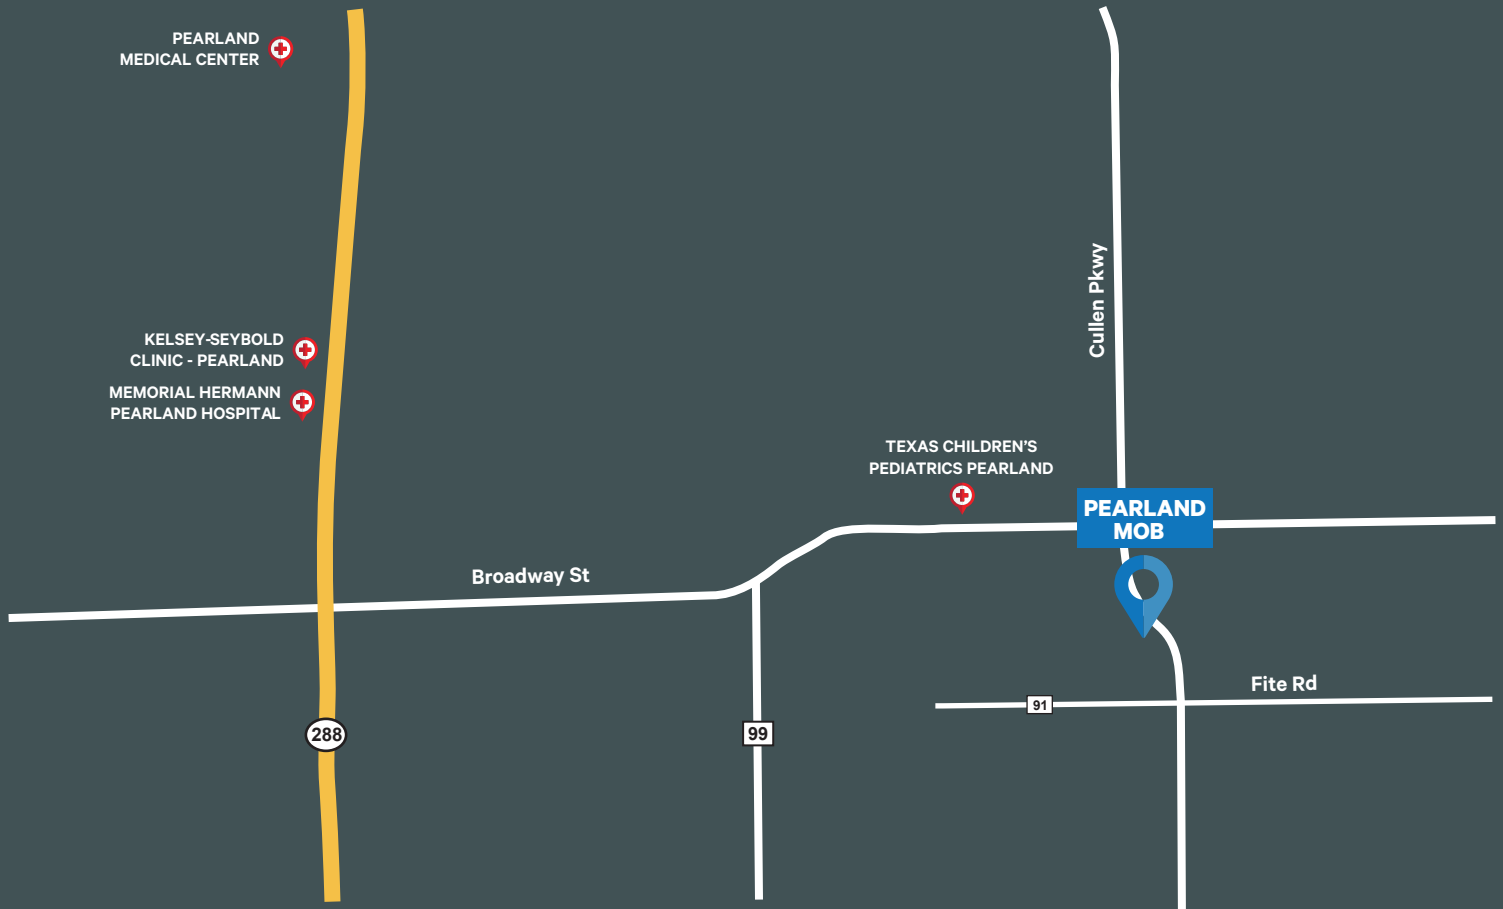 PEARLAND
MEDICAL CENTER
Cullen Pkwy
KELSEY-SEYBOLD
CLINIC - PEARLAND
MEMORIAL HERMANN
PEARLAND HOSPITAL
TEXAS CHILDREN'S
PEDIATRICS PEARLAND
PEARLAND
MOB
Broadway St
Fite Rd
91
288
99